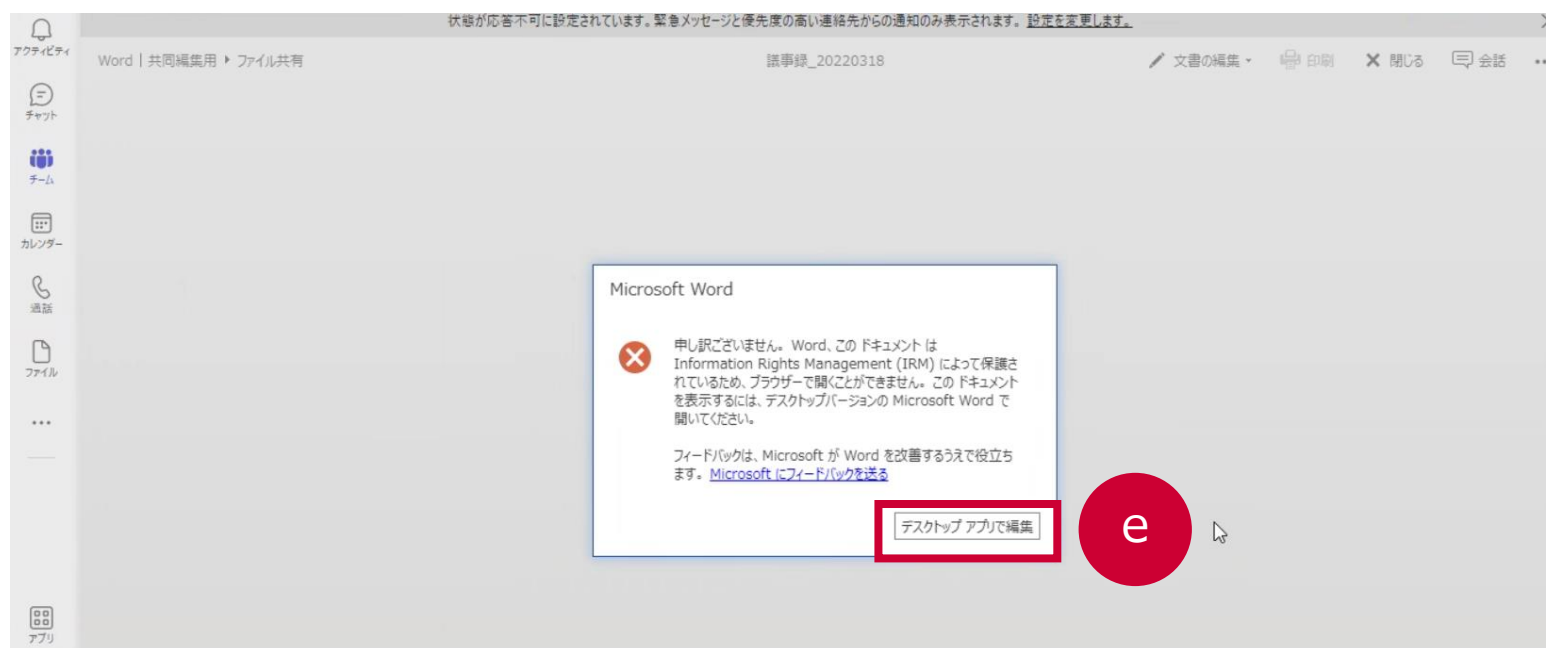 状態が応答不可に設定されています。緊急メッセージと優先度の高い連絡先からの通知のみ表示されます。 設定を変更します。
アクティビティ
Word | 共同編集用 ファイル共有
議事録_20220318
文書の編集
印刷
閉じる
会話
チャット
チーム
カレンダー
通話
ファイル
アプリ
Microsoft Word
申し訳ございません。Word、この ドキュメント は
Information Rights Management (IRM) によって保護さ
れているため、ブラウザーで開くことができません。この ドキュメント
を表示するには、デスクトップバージョンの Microsoft Word で
開いてください。
フィードバックは、Microsoft が Word を改善するうえで役立ち
ます。Microsoft にフィードバックを送る
デスクトップ アプリで編集
e